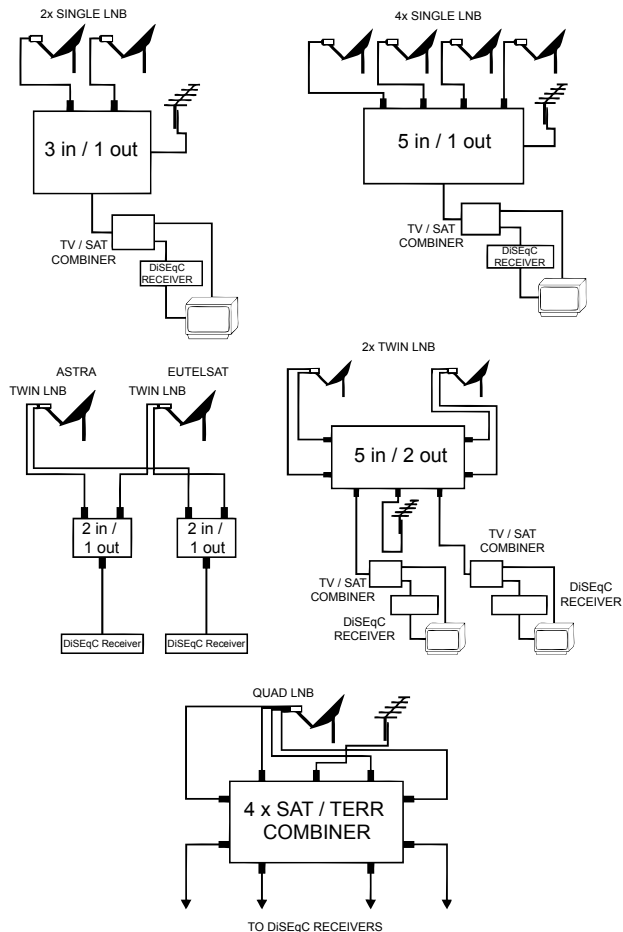 2x SINGLE LNB
3 in / 1 out
TV / SAT
COMBINER
DiSEqC
RECEIVER
4x SINGLE LNB
5 in / 1 out
TV / SAT
COMBINER
DiSEqC
RECEIVER
ASTRA
EUTELSAT
TWIN LNB
TWIN LNB
2 in /
1 out
2 in /
1 out
DiSEqC Receiver
DiSEqC Receiver
2x TWIN LNB
5 in / 2 out
TV / SAT
COMBINER
DiSEqC
RECEIVER
TV / SAT
COMBINER
DiSEqC
RECEIVER
QUAD LNB
4 x SAT / TERR
COMBINER
TO DiSEqC RECEIVERS